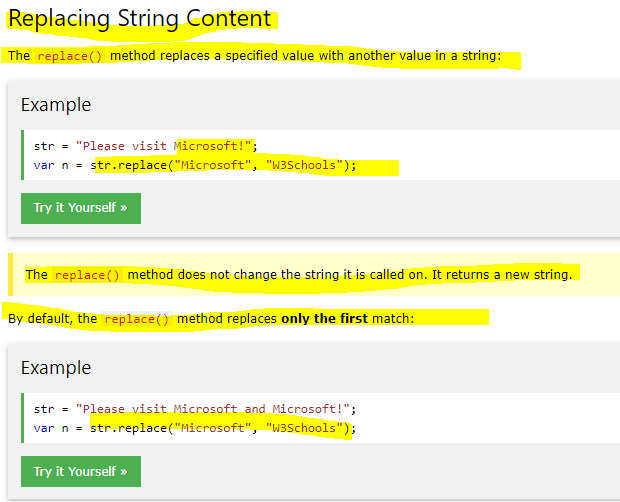 Replacing String Content
The replace() method replaces a specified value with another value in a string:
Example
str = "Please visit Microsoft!";
var n = str.replace("Microsoft", "W3Schools");
Try it Yourself »
The replace() method does not change the string it is called on. It returns a new string.
By default, the replace() method replaces only the first match:
Example
str = "Please visit Microsoft and Microsoft!";
var n = str.replace("Microsoft", "W3Schools");
Try it Yourself »